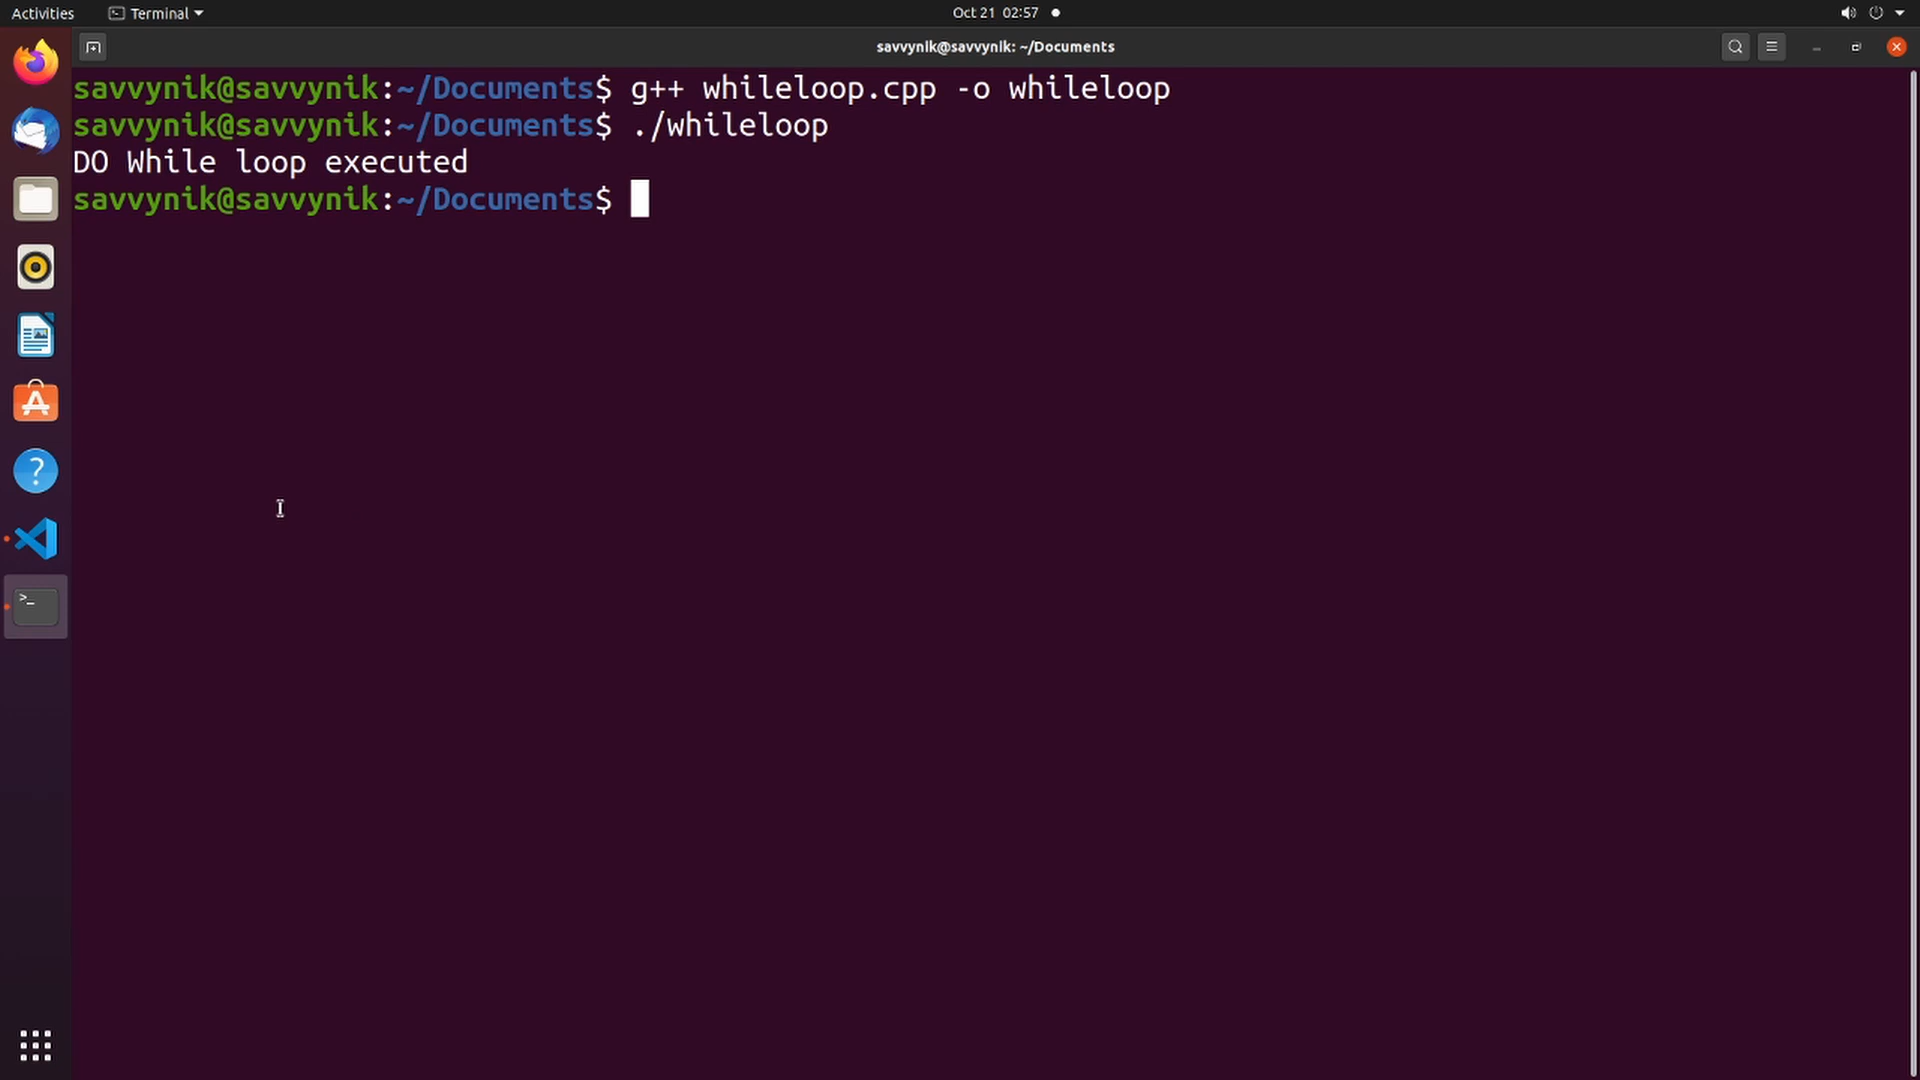 Activities
Terminal
Oct 21 02:57
savvynik@savvynik: ~/Documents
savvynik@savvynik:~/Documents$ g++ whileloop.cpp -o whileloop
savvynik@savvynik:~/Documents$ ./whileloop
DO While loop executed
savvynik@savvynik:~/Documents$